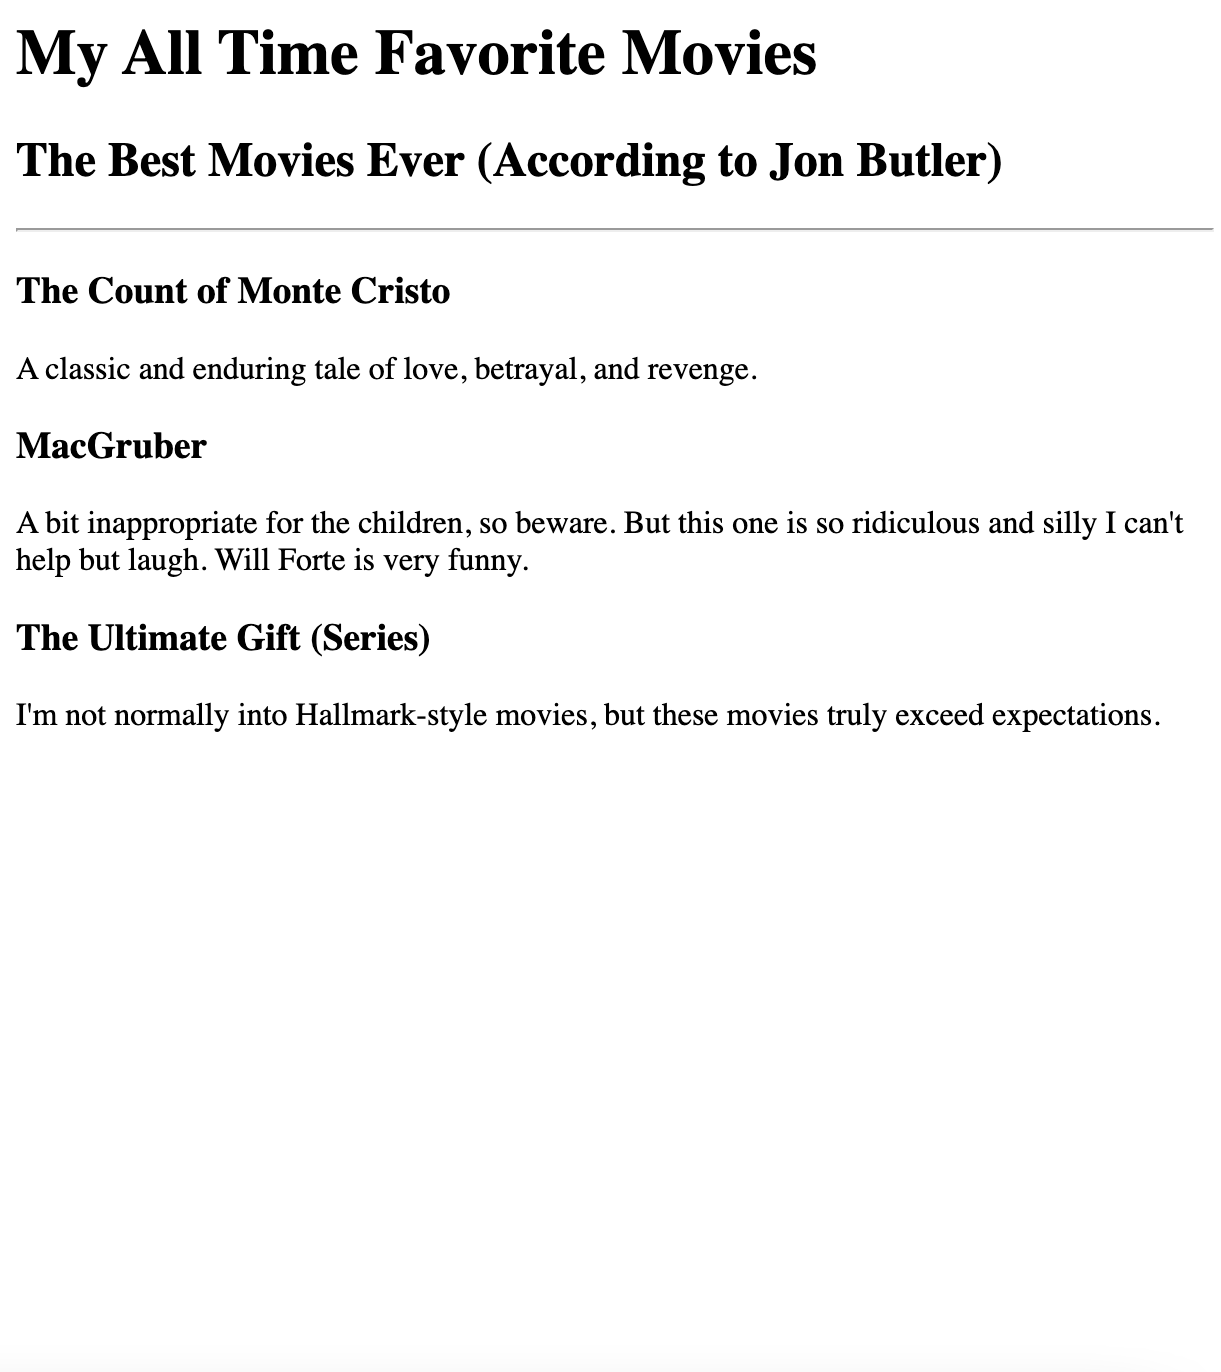 My All Time Favorite Movies
The Best Movies Ever (According to Jon Butler)
The Count of Monte Cristo
A classic and enduring tale of love, betrayal, and revenge.
MacGruber
A bit inappropriate for the children, so beware. But this one is so ridiculous and silly I can't
help but laugh. Will Forte is very funny.
The Ultimate Gift (Series)
I'm not normally into Hallmark-style movies, but these movies truly exceed expectations.